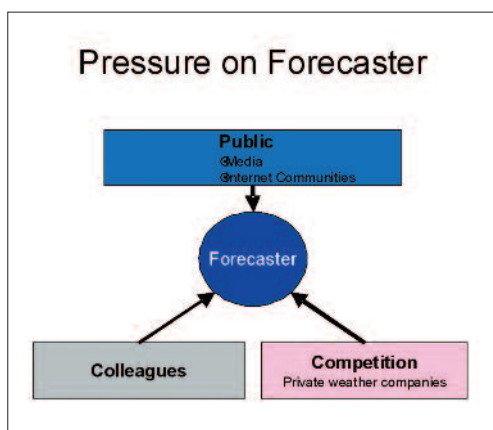 Pressure on Forecaster
Public
Media
Internet Communities
Forecaster
Colleagues
Competition
Private weather companies